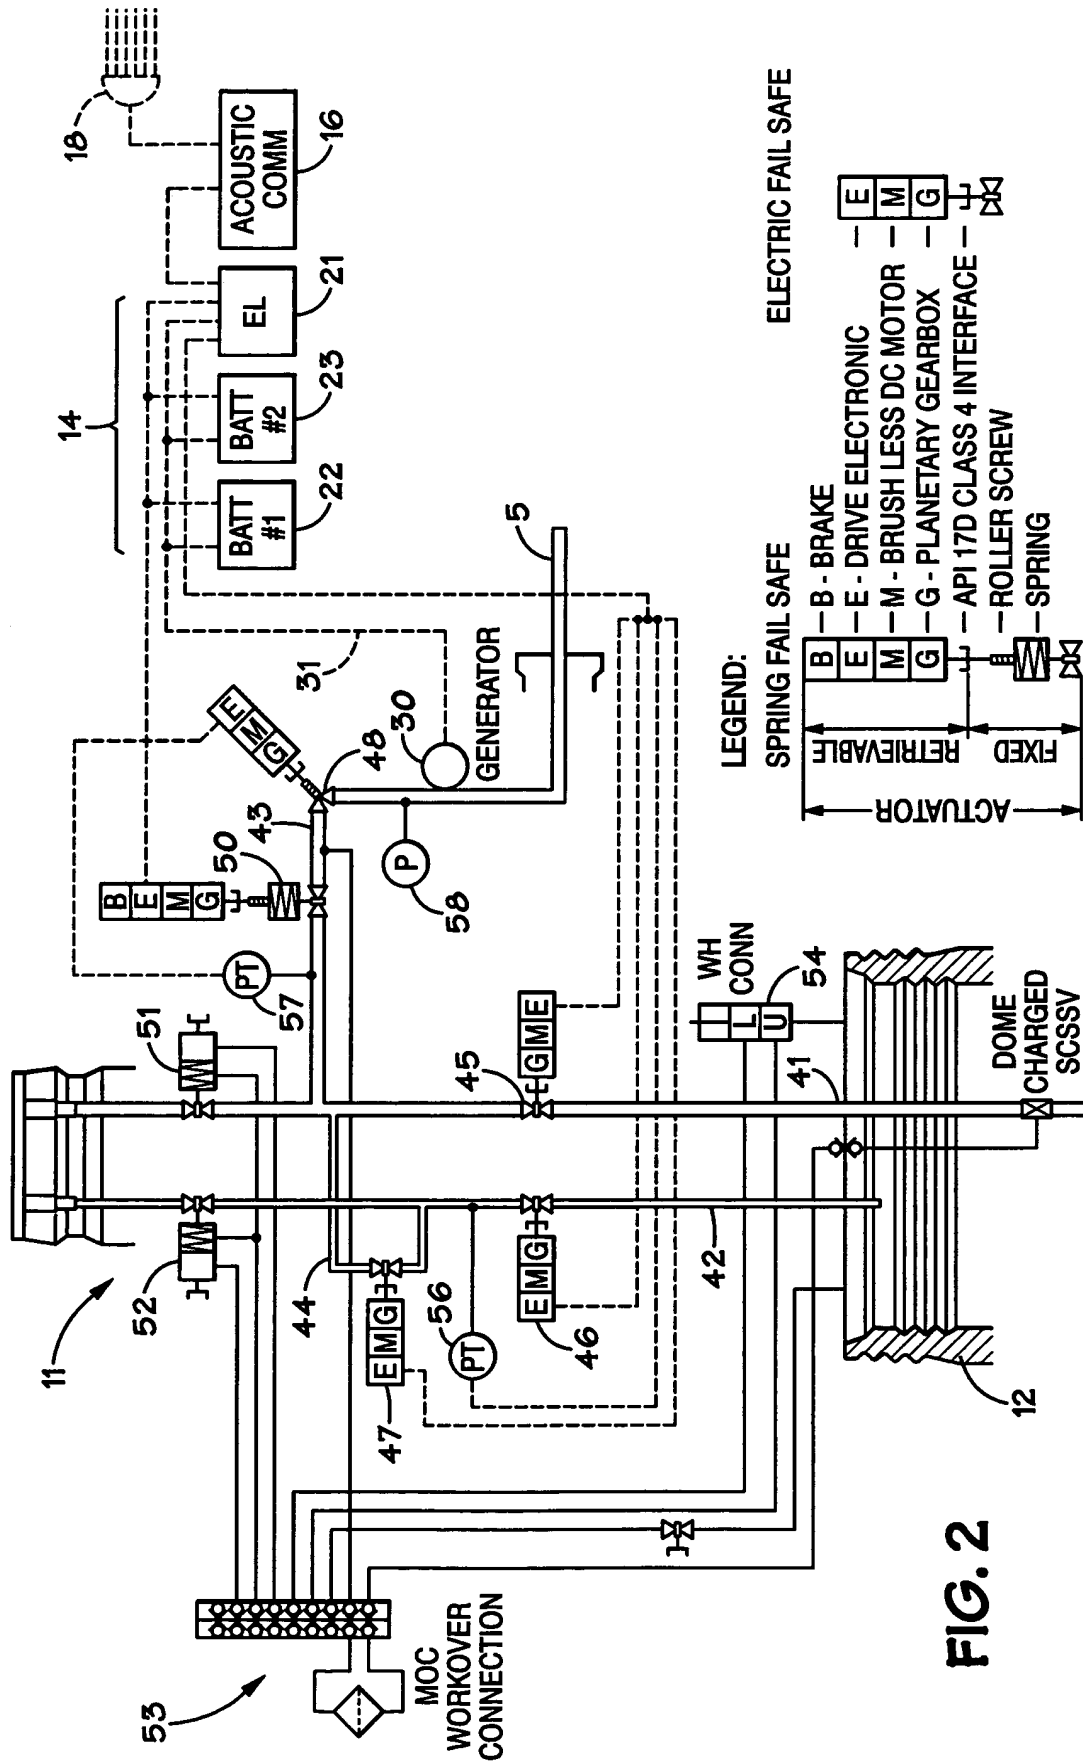 18
ACOUSTIC
COMM
16
14
EL
21
BATT
#2
23
BATT
#1
22
5
31
GENERATOR
30
E
M
G
48
43
50
B
E
M
G
P
58
PT
57
51
52
11
45
G M E
44
E M G
47
56
PT
E M G
46
42
41
WH
CONN
L
U
54
DOME
CHARGED
SCSSV
12
53
MOC
WORKOVER
CONNECTION
LEGEND:
SPRING FAIL SAFE
ELECTRIC FAIL SAFE
B
E
M
G
B - BRAKE
E - DRIVE ELECTRONIC
M - BRUSH LESS DC MOTOR
G - PLANETARY GEARBOX
API 17D CLASS 4 INTERFACE
ROLLER SCREW
SPRING
E
M
G
ACTUATOR
RETRIEVABLE
FIXED
FIG. 2